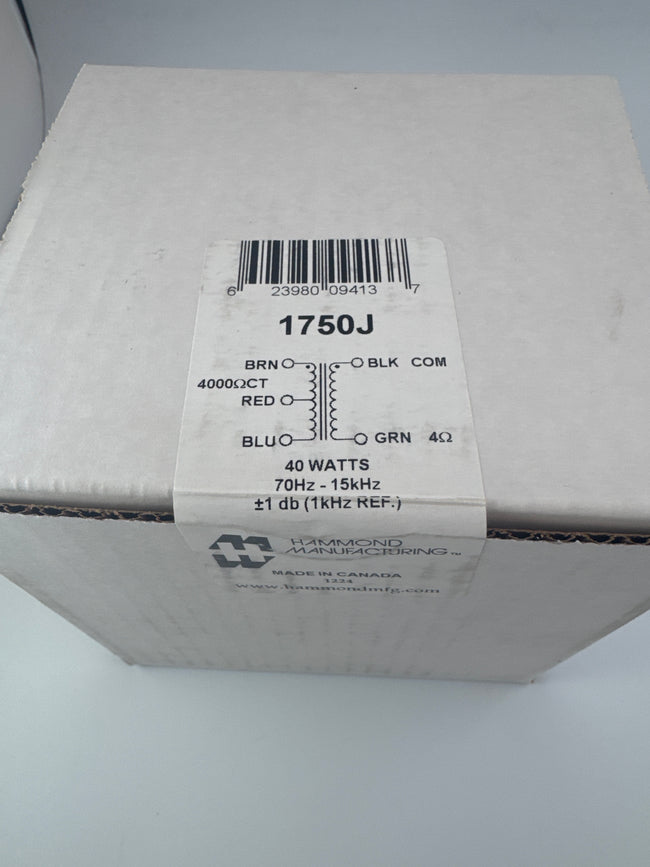 6 23980 09413 7
1750J
BRN BLK COM
4000ΩCT
RED
BLU GRN 4Ω
40 WATTS
70Hz - 15kHz
±1 db (1kHz REF.)
HAMMOND
MANUFACTURING™
MADE IN CANADA
1224
www.hammondmfg.com